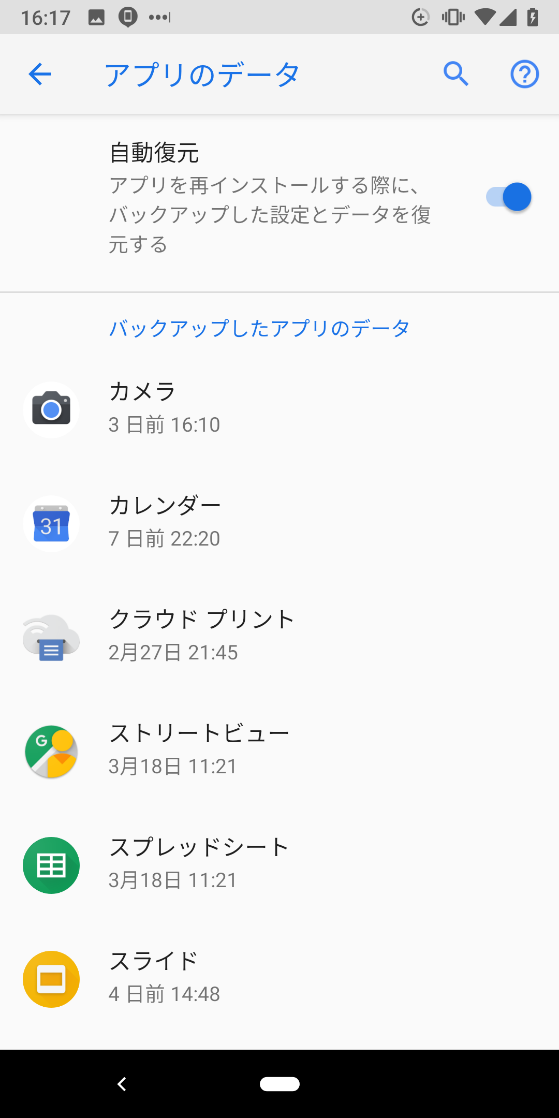 16:17
アプリのデータ
自動復元
アプリを再インストールする際に、
バックアップした設定とデータを復
元する
バックアップしたアプリのデータ
カメラ
3 日前 16:10
31
カレンダー
7 日前 22:20
クラウド プリント
2月27日 21:45
G
ストリートビュー
3月18日 11:21
スプレッドシート
3月18日 11:21
スライド
4 日前 14:48